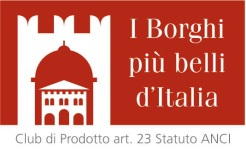 I Borghi
più belli
d'Italia
Club di Prodotto art. 23 Statuto ANCI